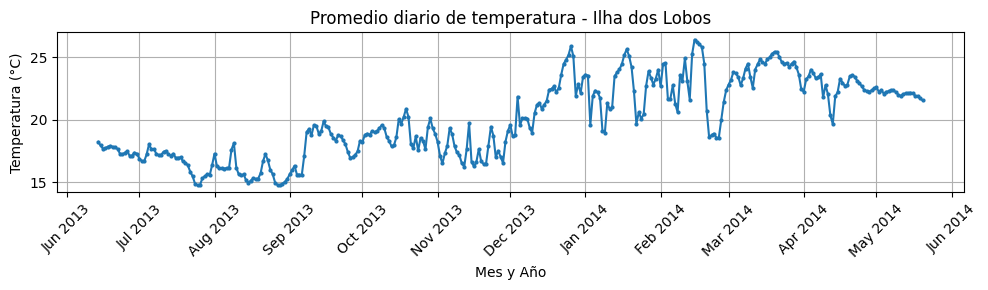 Promedio diario de temperatura - Ilha dos Lobos
Temperatura (°C)
25
20
15
Jun 2013
Jul 2013
Aug 2013
Sep 2013
Oct 2013
Nov 2013
Dec 2013
Jan 2014
Feb 2014
Mar 2014
Apr 2014
May 2014
Jun 2014
Mes y Año